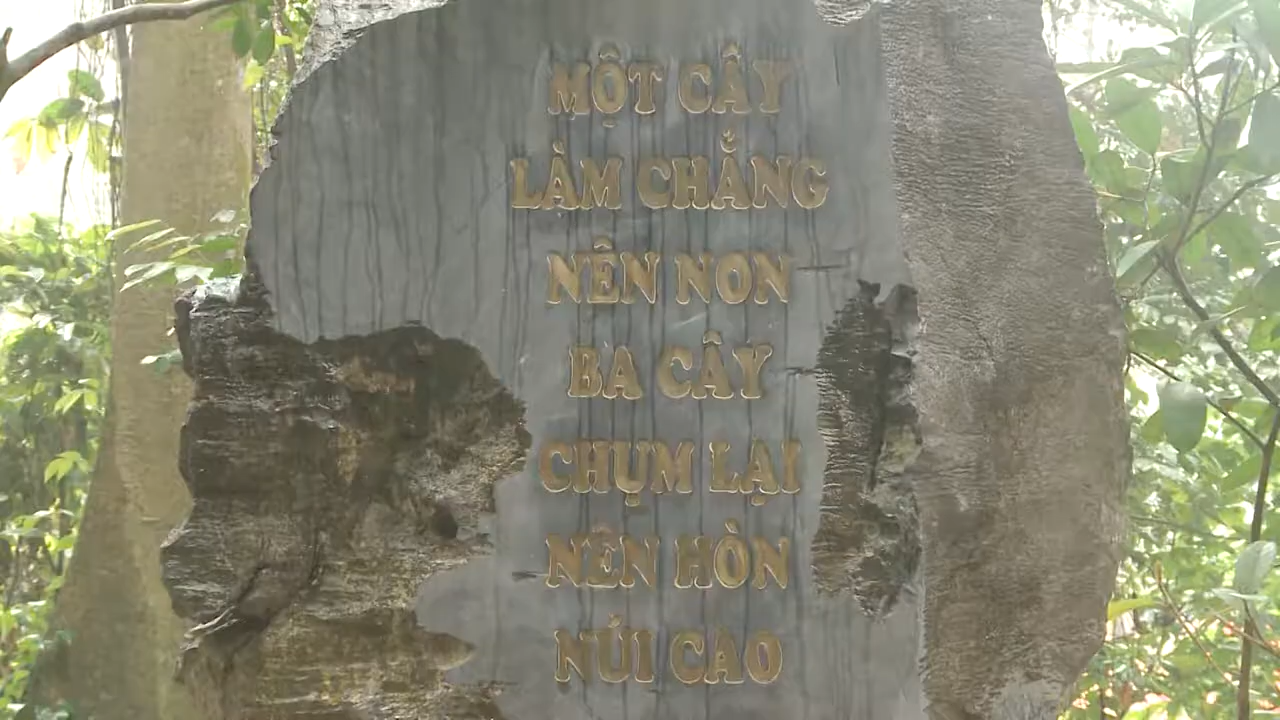 MỘT CÂY
LÀM CHẲNG
NÊN NON
BA CÂY
CHỤM LẠI
NÊN HÒN
NÚI CAO